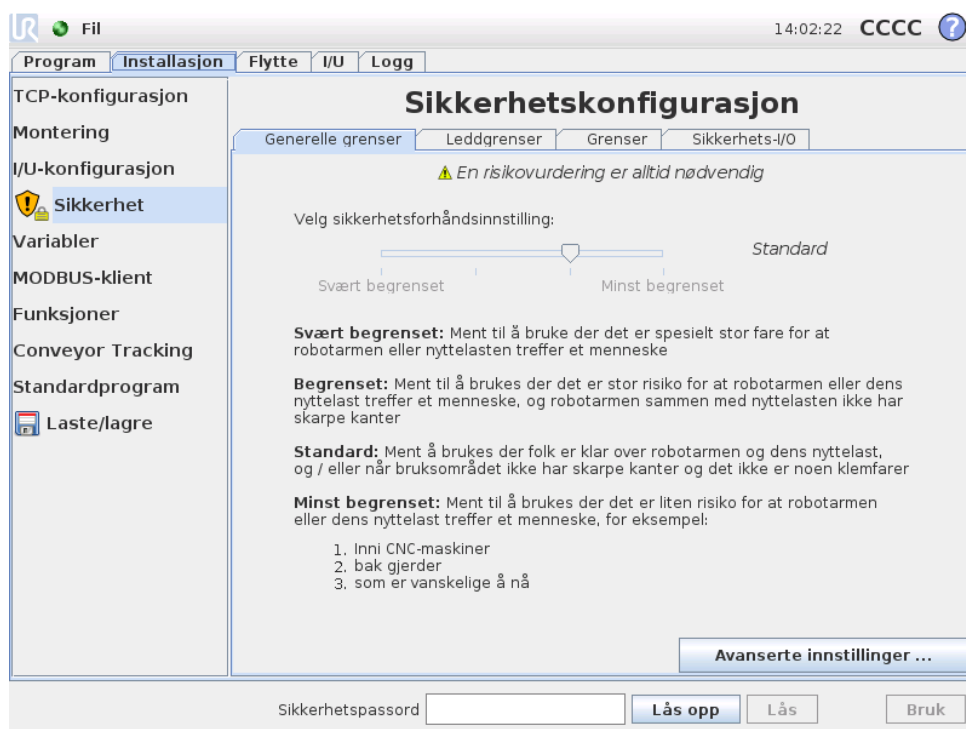 UR Fil 14:02:22 CCCC ?
Program Installasjon Flytte I/U Logg
TCP-konfigurasjon
Montering
I/U-konfigurasjon
Sikkerhet
Variabler
MODBUS-klient
Funksjoner
Conveyor Tracking
Standardprogram
Laste/lagre
Sikkerhetskonfigurasjon
Generelle grenser Leddgrenser Grenser Sikkerhets-I/O
En risikovurdering er alltid nødvendig
Velg sikkerhetsforhåndsinnstilling:
Standard
Svært begrenset Minst begrenset
Svært begrenset: Ment til å bruke der det er spesielt stor fare for at
robotarmen eller nyttelasten treffer et menneske
Begrenset: Ment til å brukes der det er stor risiko for at robotarmen eller dens
nyttelast treffer et menneske, og robotarmen sammen med nyttelasten ikke har
skarpe kanter
Standard: Ment å brukes der folk er klar over robotarmen og dens nyttelast,
og / eller når bruksområdet ikke har skarpe kanter og det ikke er noen klemfarer
Minst begrenset: Ment til å brukes der det er liten risiko for at robotarmen
eller dens nyttelast treffer et menneske, for eksempel:
1. Inni CNC-maskiner
2. bak gjerder
3. som er vanskelige å nå
Avanserte innstillinger ...
Sikkerhetspassord Lås opp Lås Bruk